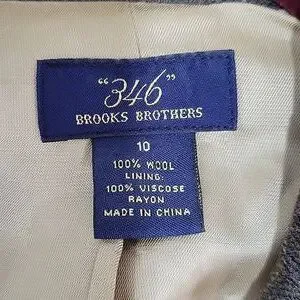 "346"
BROOKS BROTHERS
10
100% WOOL
LINING:
100% VISCOSE
RAYON
MADE IN CHINA